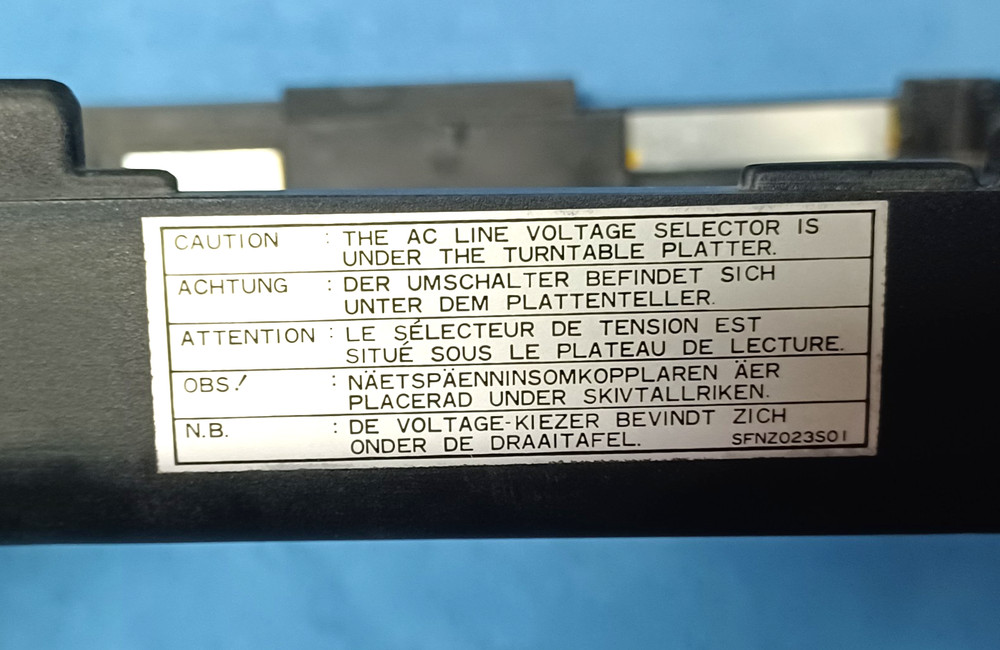 CAUTION : THE AC LINE VOLTAGE SELECTOR IS
UNDER THE TURNTABLE PLATTER.
ACHTUNG : DER UMSCHALTER BEFINDET SICH
UNTER DEM PLATTENTELLER.
ATTENTION : LE SÉLECTEUR DE TENSION EST
SITUÉ SOUS LE PLATEAU DE LECTURE.
OBS! : NÄETSPÄENNINSOMKOPPLAREN ÄER
PLACERAD UNDER SKIVTALLRIKEN.
N.B. : DE VOLTAGE-KIEZER BEVINDT ZICH
ONDER DE DRAAITAFEL. SFNZ023S01